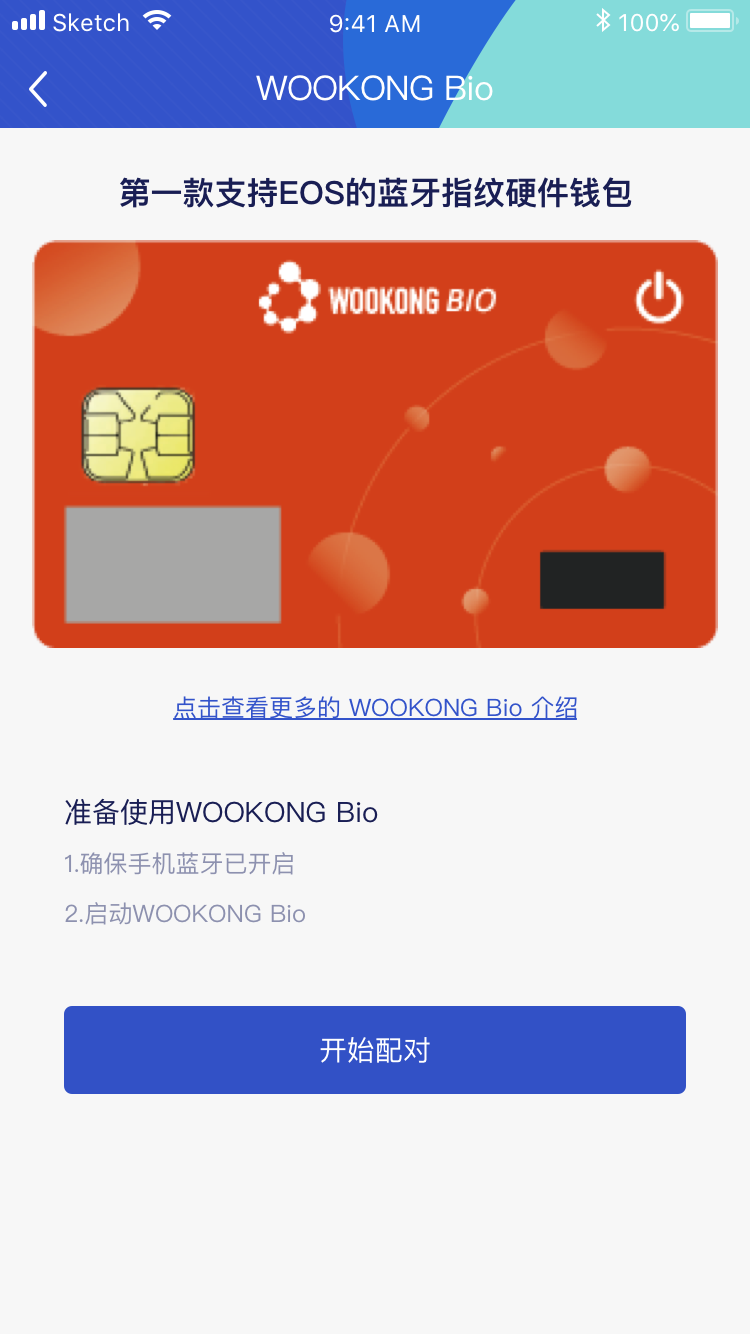 Sketch 9:41 AM 100%
WOOKONG Bio
第一款支持EOS的蓝牙指纹硬件钱包
WOOKONG BIO
点击查看更多的 WOOKONG Bio 介绍
准备使用WOOKONG Bio
1.确保手机蓝牙已开启
2.启动WOOKONG Bio
开始配对